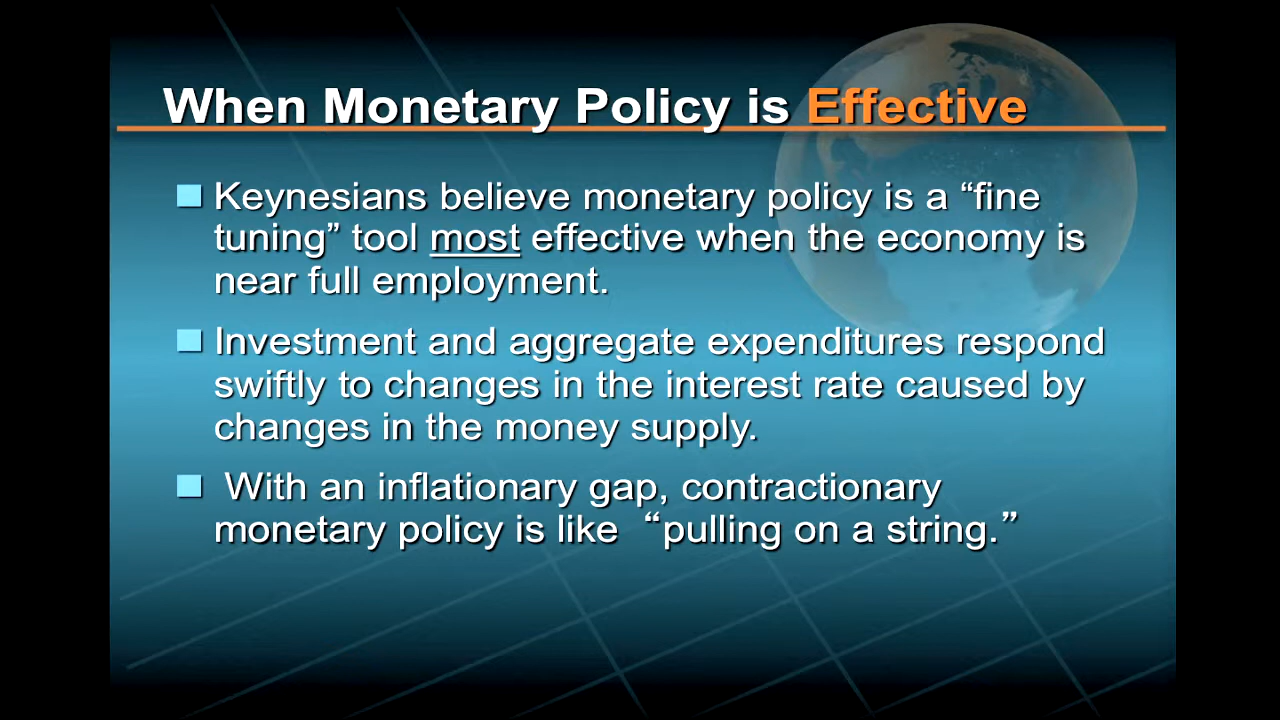 When Monetary Policy is Effective
Keynesians believe monetary policy is a “fine
tuning” tool most effective when the economy is
near full employment.
Investment and aggregate expenditures respond
swiftly to changes in the interest rate caused by
changes in the money supply.
With an inflationary gap, contractionary
monetary policy is like “pulling on a string.”